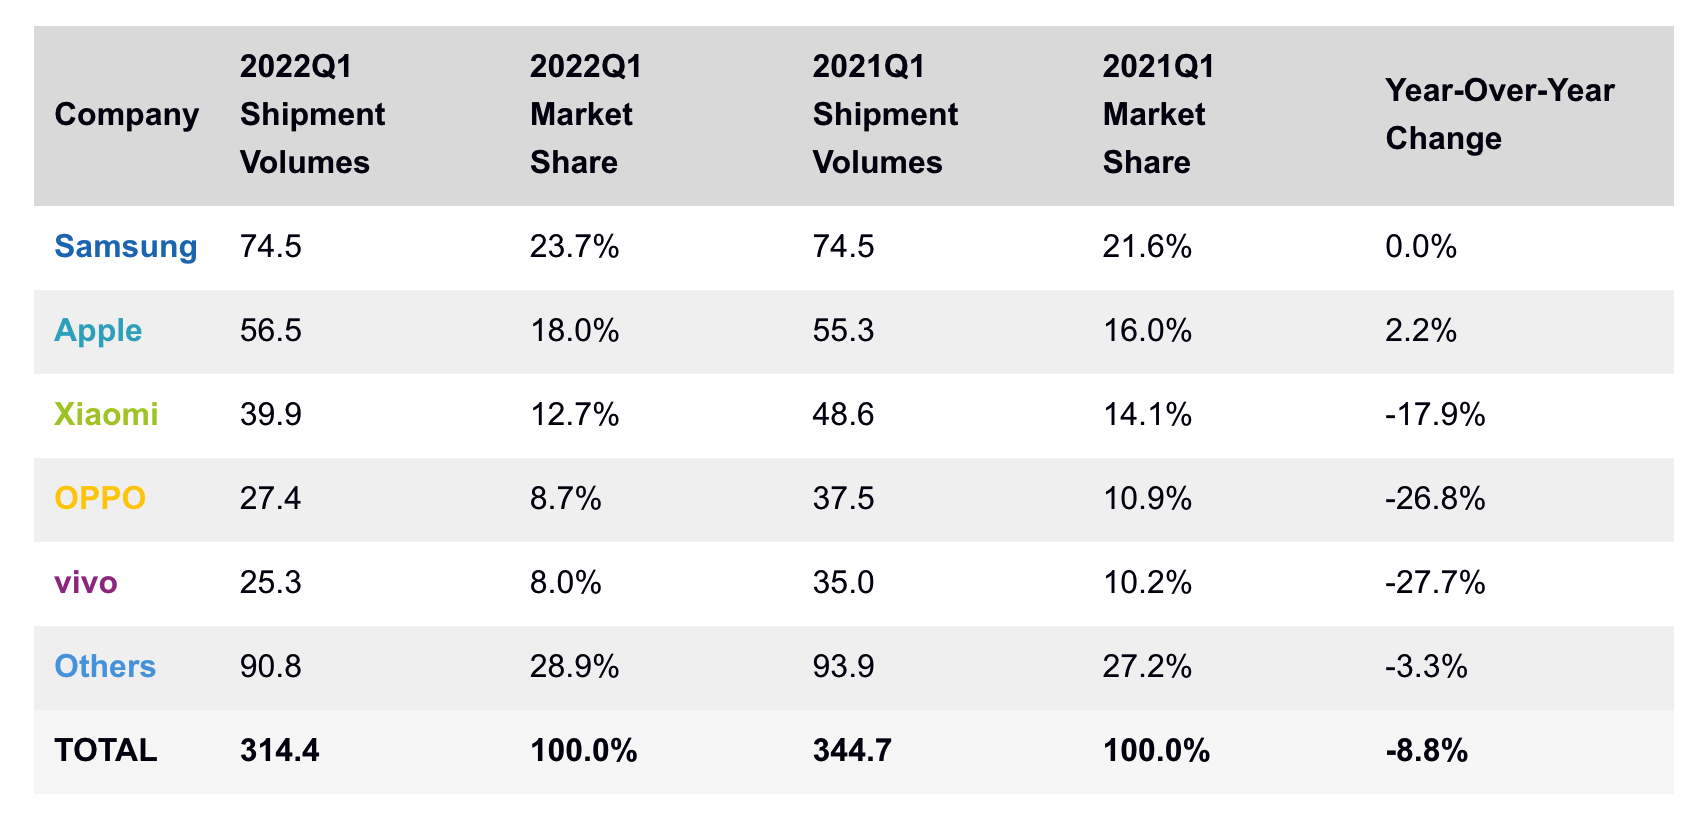 Company
2022Q1
Shipment
Volumes
2022Q1
Market
Share
2021Q1
Shipment
Volumes
2021Q1
Market
Share
Year-Over-Year
Change
Samsung 74.5 23.7% 74.5 21.6% 0.0%
Apple 56.5 18.0% 55.3 16.0% 2.2%
Xiaomi 39.9 12.7% 48.6 14.1% -17.9%
OPPO 27.4 8.7% 37.5 10.9% -26.8%
vivo 25.3 8.0% 35.0 10.2% -27.7%
Others 90.8 28.9% 93.9 27.2% -3.3%
TOTAL 314.4 100.0% 344.7 100.0% -8.8%